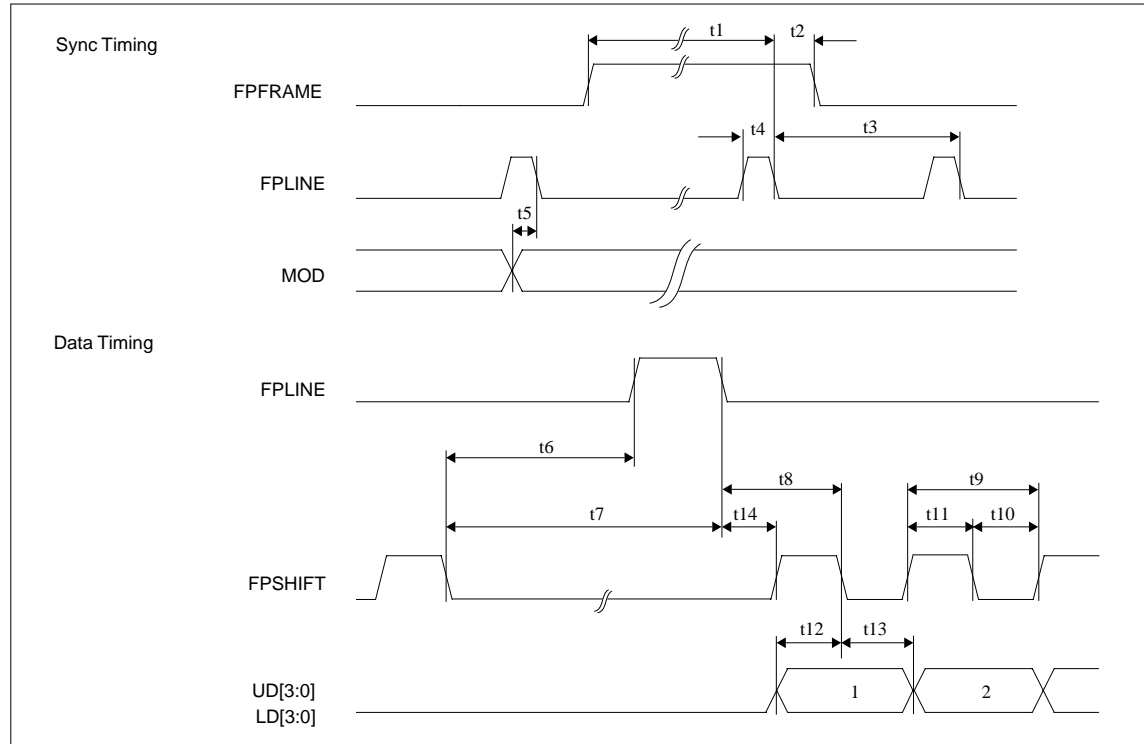 Sync Timing
t1
t2
FPFRAME
t4
t3
FPLINE
t5
MOD
Data Timing
FPLINE
t6
t8
t9
t7
t14
t11
t10
FPSHIFT
t12
t13
UD[3:0]
1
2
LD[3:0]